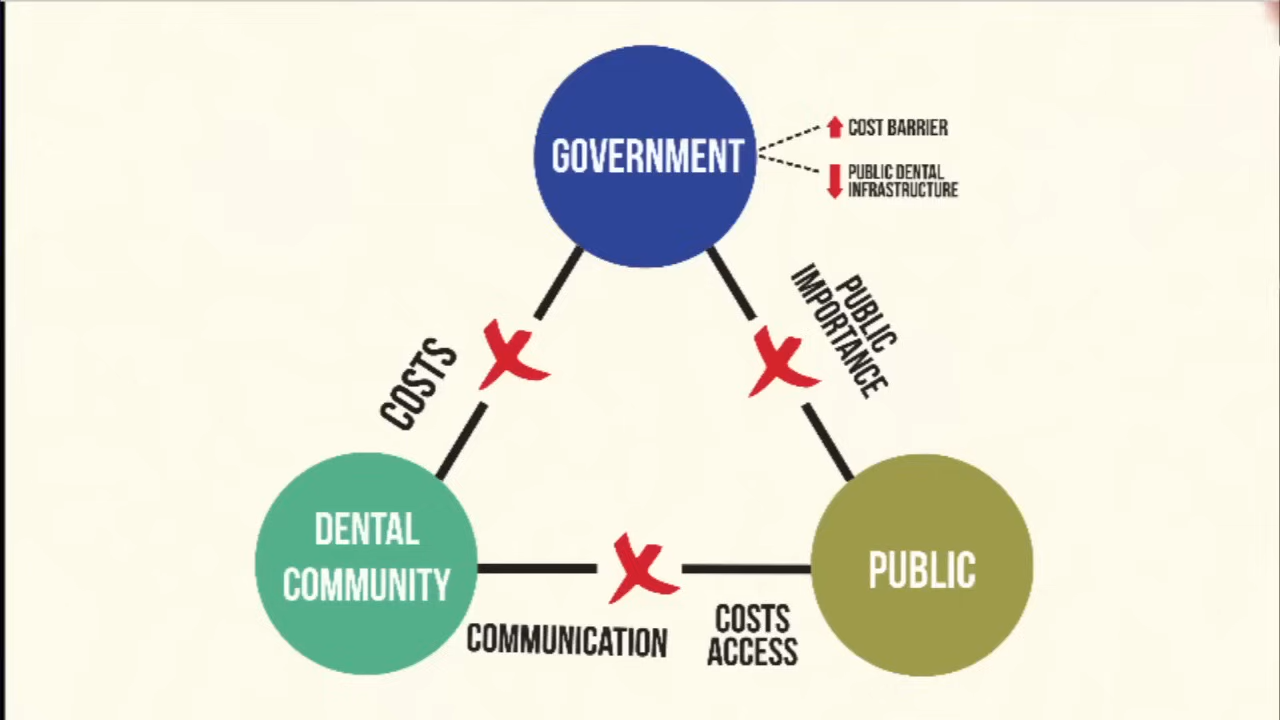 GOVERNMENT
COST BARRIER
PUBLIC DENTAL
INFRASTRUCTURE
COSTS
PUBLIC
IMPORTANCE
DENTAL
COMMUNITY
PUBLIC
COMMUNICATION
COSTS
ACCESS